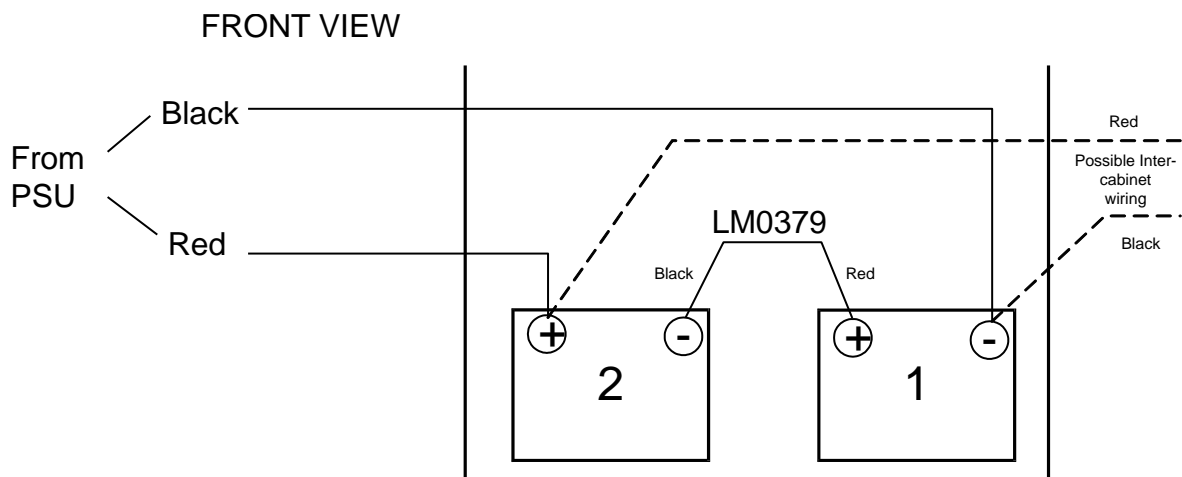 FRONT VIEW
Black
From
PSU
Red
Red
Possible Inter-
cabinet
wiring
Black
LM0379
Black
Red
+
-
+
-
2
1